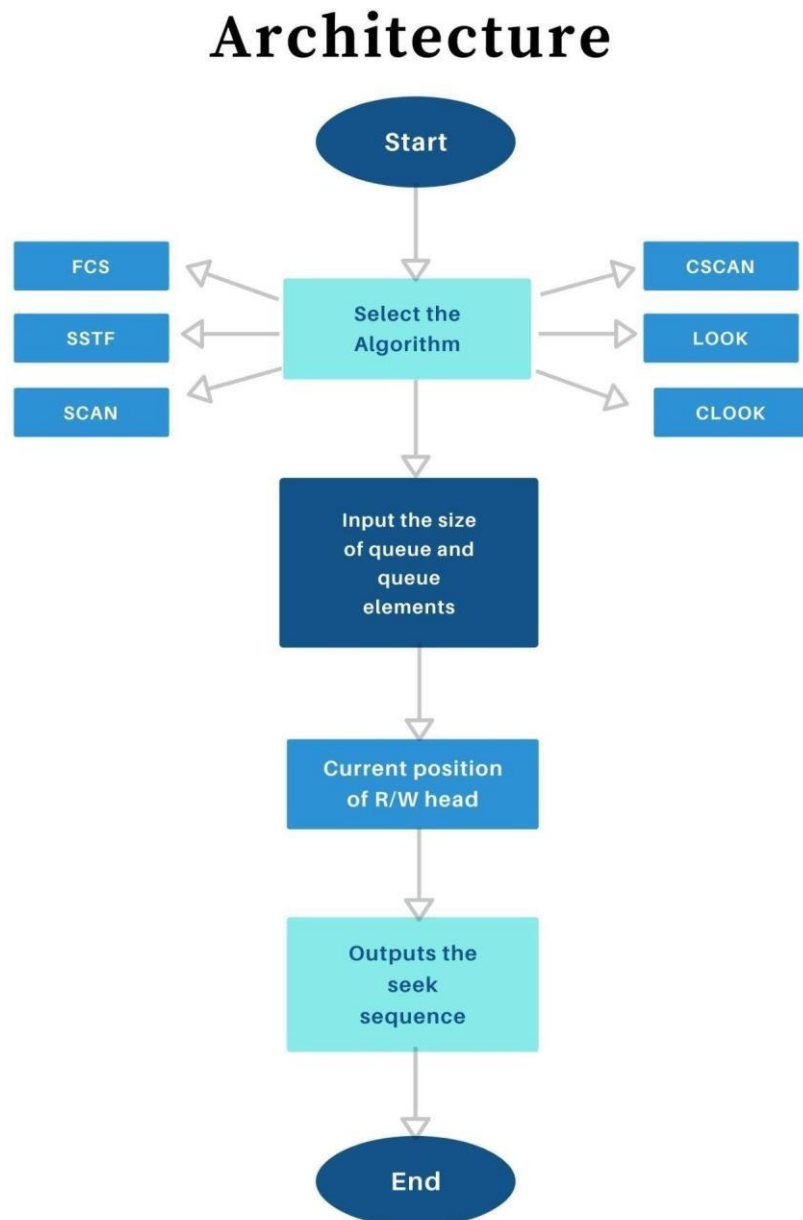 Architecture
Start
FCS
SSTF
SCAN
Select the
Algorithm
CSCAN
LOOK
CLOOK
Input the size
of queue and
queue
elements
Current position
of R/W head
Outputs the
seek
sequence
End